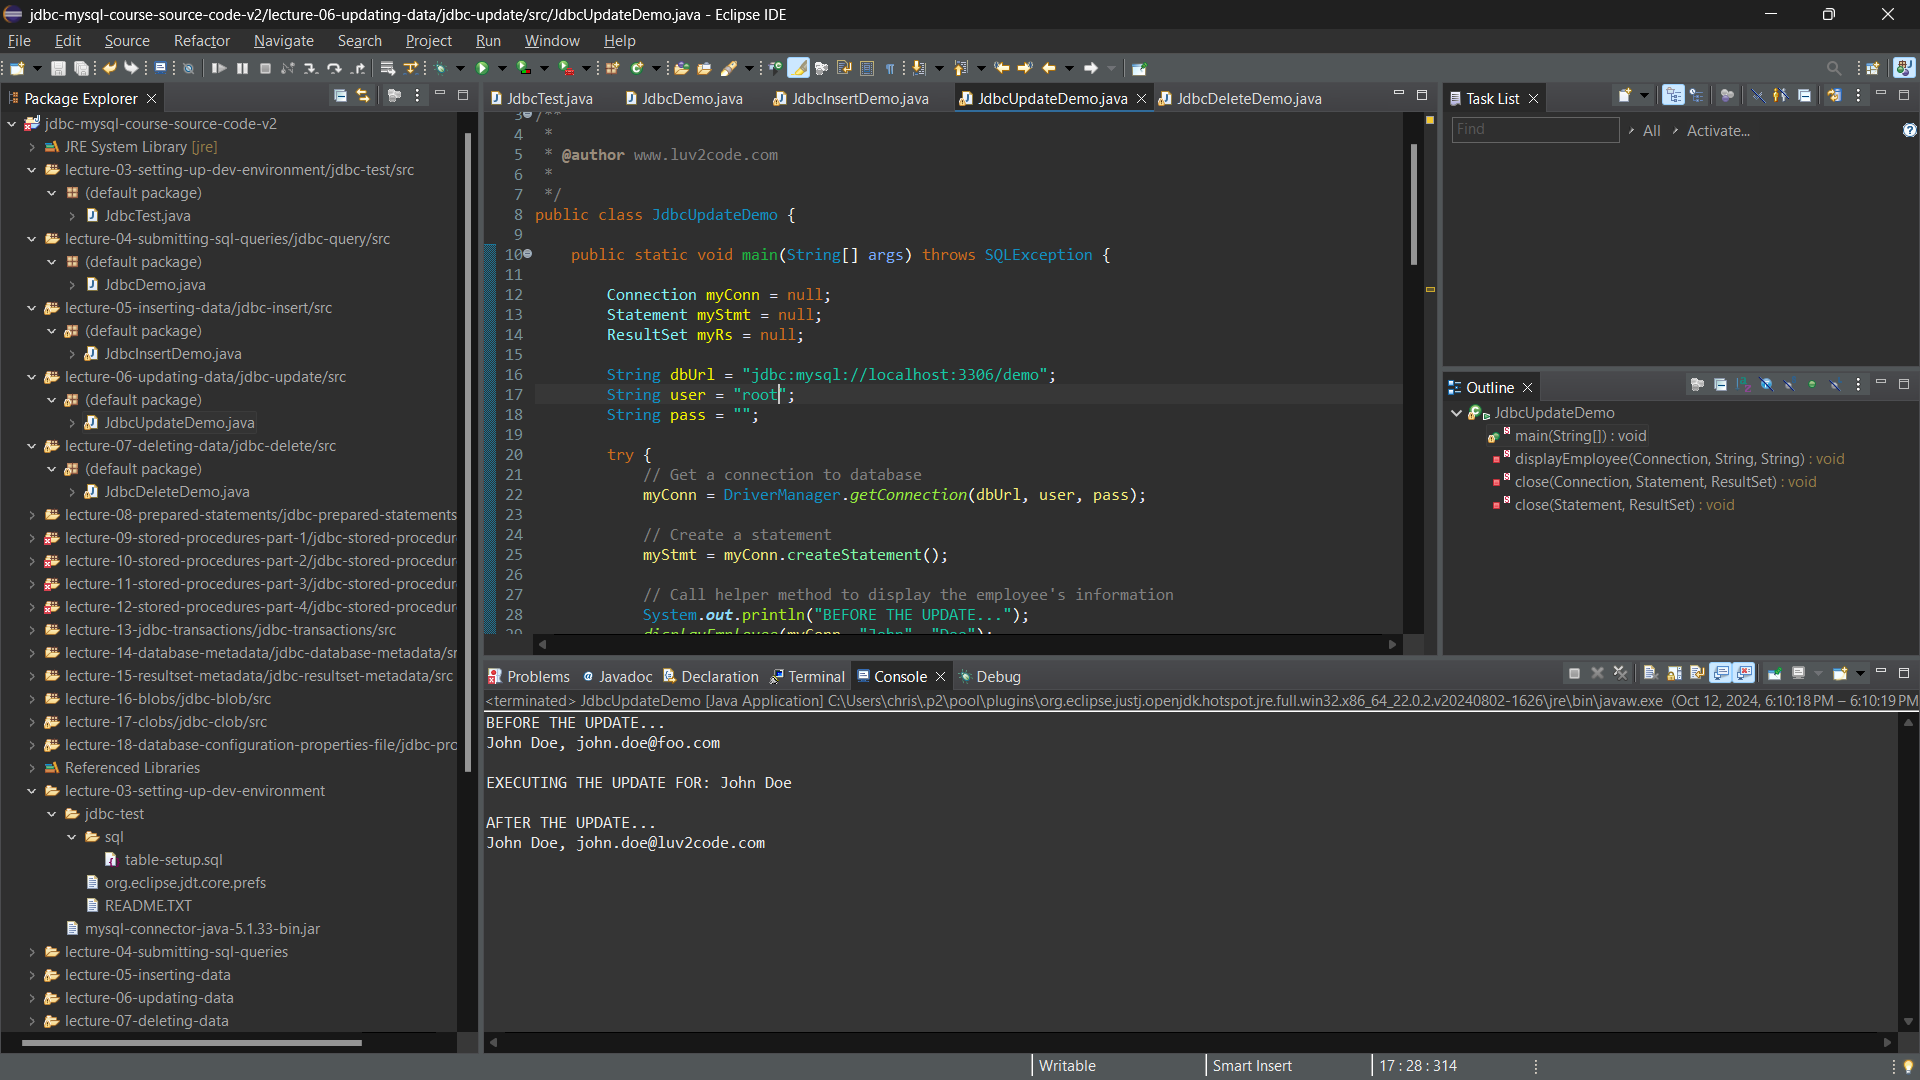 jdbc-mysql-course-source-code-v2/lecture-06-updating-data/jdbc-update/src/JdbcUpdateDemo.java - Eclipse IDE
File Edit Source Refactor Navigate Search Project Run Window Help
Package Explorer
jdbc-mysql-course-source-code-v2
JRE System Library [jre]
lecture-03-setting-up-dev-environment/jdbc-test/src
(default package)
JdbcTest.java
lecture-04-submitting-sql-queries/jdbc-query/src
(default package)
JdbcDemo.java
lecture-05-inserting-data/jdbc-insert/src
(default package)
JdbcInsertDemo.java
lecture-06-updating-data/jdbc-update/src
(default package)
JdbcUpdateDemo.java
lecture-07-deleting-data/jdbc-delete/src
(default package)
JdbcDeleteDemo.java
lecture-08-prepared-statements/jdbc-prepared-statements
lecture-09-stored-procedures-part-1/jdbc-stored-procedur
lecture-10-stored-procedures-part-2/jdbc-stored-procedur
lecture-11-stored-procedures-part-3/jdbc-stored-procedur
lecture-12-stored-procedures-part-4/jdbc-stored-procedur
lecture-13-jdbc-transactions/jdbc-transactions/src
lecture-14-database-metadata/jdbc-database-metadata/sr
lecture-15-resultset-metadata/jdbc-resultset-metadata/src
lecture-16-blobs/jdbc-blob/src
lecture-17-clobs/jdbc-clob/src
lecture-18-database-configuration-properties-file/jdbc-pro
Referenced Libraries
lecture-03-setting-up-dev-environment
jdbc-test
sql
table-setup.sql
org.eclipse.jdt.core.prefs
README.TXT
mysql-connector-java-5.1.33-bin.jar
lecture-04-submitting-sql-queries
lecture-05-inserting-data
lecture-06-updating-data
lecture-07-deleting-data
JdbcTest.java JdbcDemo.java JdbcInsertDemo.java JdbcUpdateDemo.java JdbcDeleteDemo.java
3 /**
4 *
5 * @author www.luv2code.com
6 *
7 */
8 public class JdbcUpdateDemo {
9
10 public static void main(String[] args) throws SQLException {
11
12 Connection myConn = null;
13 Statement myStmt = null;
14 ResultSet myRs = null;
15
16 String dbUrl = "jdbc:mysql://localhost:3306/demo";
17 String user = "root";
18 String pass = "";
19
20 try {
21 // Get a connection to database
22 myConn = DriverManager.getConnection(dbUrl, user, pass);
23
24 // Create a statement
25 myStmt = myConn.createStatement();
26
27 // Call helper method to display the employee's information
28 System.out.println("BEFORE THE UPDATE...");
29 displayEmployee(myConn, "John", "Doe");
Task List
Find All Activate...
Outline
JdbcUpdateDemo
main(String[]) : void
displayEmployee(Connection, String, String) : void
close(Connection, Statement, ResultSet) : void
close(Statement, ResultSet) : void
Problems Javadoc Declaration Terminal Console Debug
<terminated> JdbcUpdateDemo [Java Application] C:\Users\chris\.p2\pool\plugins\org.eclipse.justj.openjdk.hotspot.jre.full.win32.x86_64_22.0.2.v20240802-1626\jre\bin\javaw.exe (Oct 12, 2024, 6:10:18 PM – 6:10:19 PM
BEFORE THE UPDATE...
John Doe, john.doe@foo.com
EXECUTING THE UPDATE FOR: John Doe
AFTER THE UPDATE...
John Doe, john.doe@luv2code.com
Writable Smart Insert 17 : 28 : 314